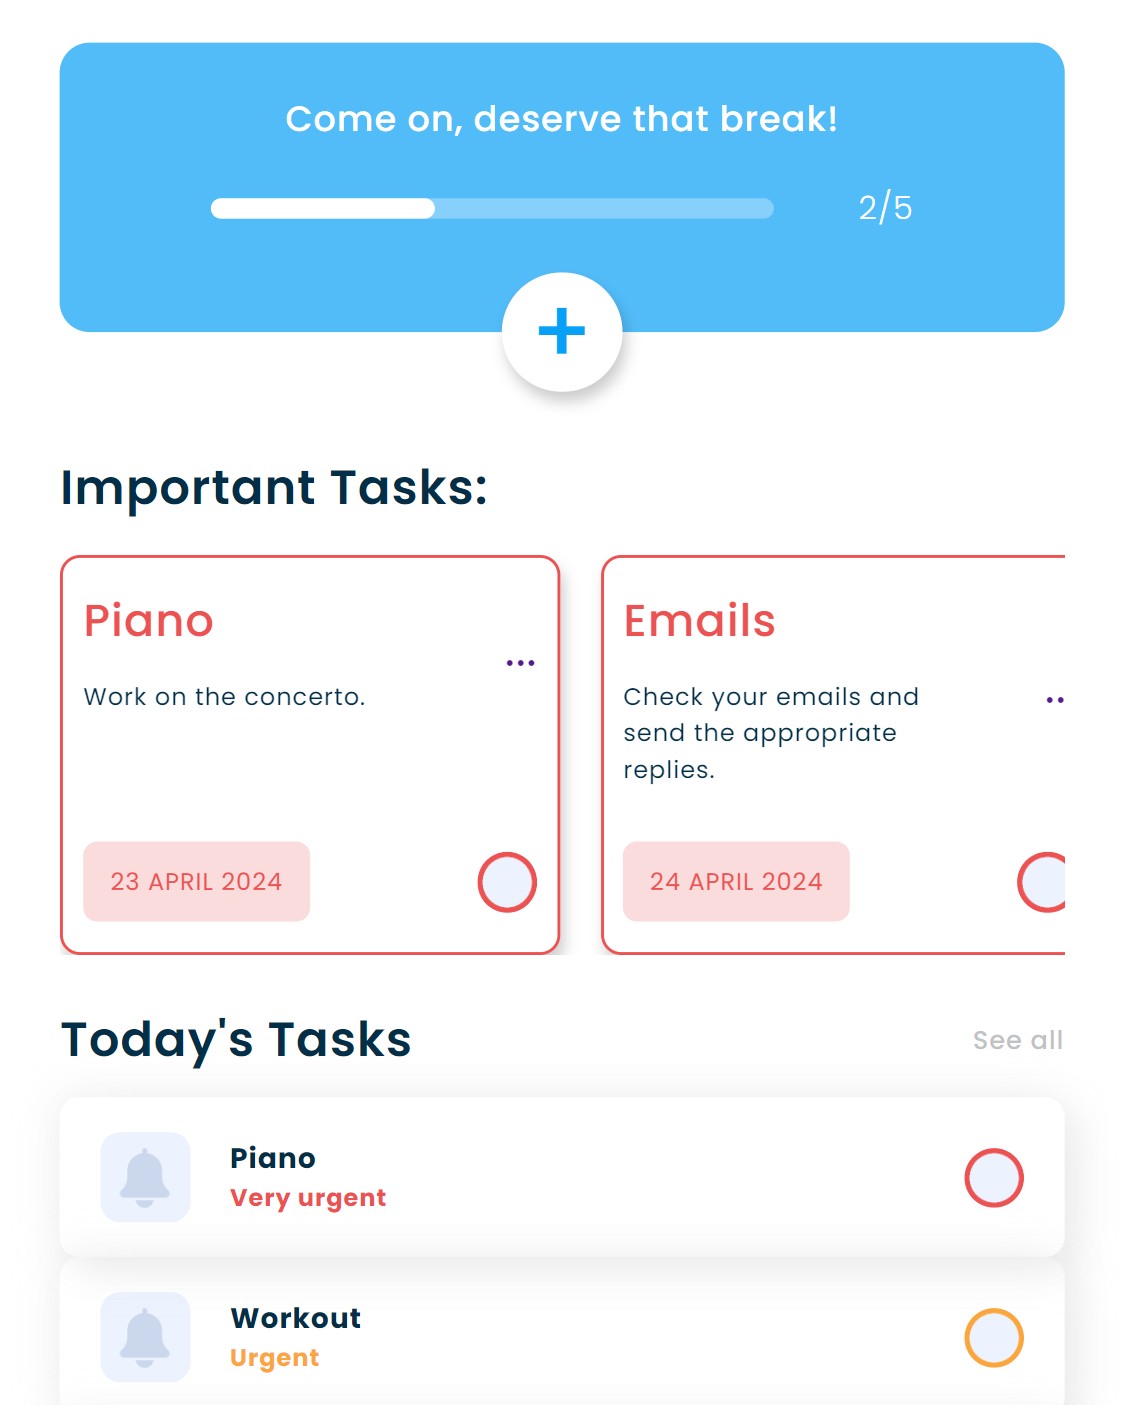 Come on, deserve that break!
2/5
Important Tasks:
Piano
Work on the concerto.
23 APRIL 2024
Emails
Check your emails and
send the appropriate
replies.
24 APRIL 2024
Today's Tasks
See all
Piano
Very urgent
Workout
Urgent